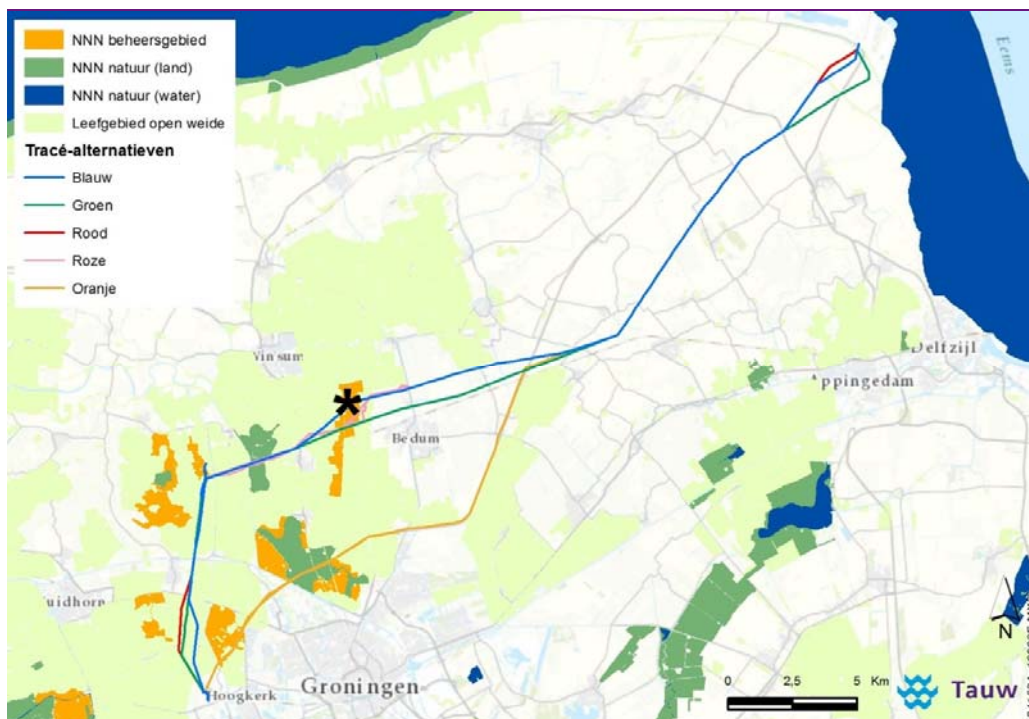 NNN beheersgebied
NNN natuur (land)
NNN natuur (water)
Leefgebied open weide
Tracé-alternatieven
Blauw
Groen
Rood
Roze
Oranje
Eems
Winsum
Delfzijl
Appingedam
Bedum
*
Zuidhorn
Hoogkerk
Groningen
N
0 2,5 5 Km
Tauw